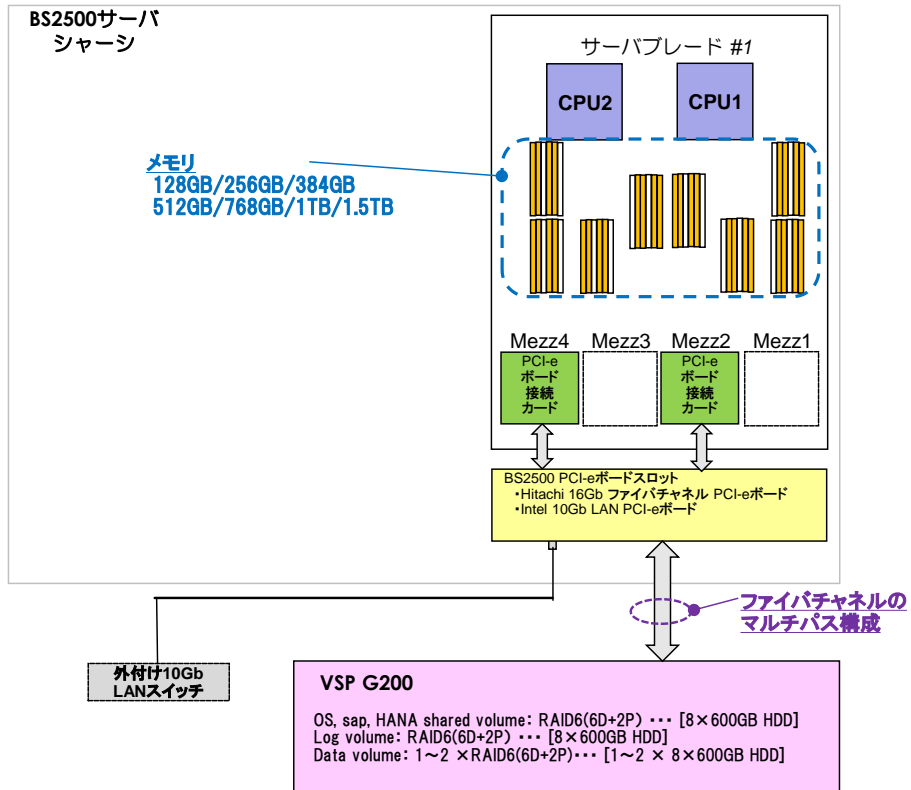 BS2500サーバ
シャーシ
サーバブレード #1
CPU2
CPU1
メモリ
128GB/256GB/384GB
512GB/768GB/1TB/1.5TB
Mezz4
Mezz3
Mezz2
Mezz1
PCI-e
ボード
接続
カード
PCI-e
ボード
接続
カード
BS2500 PCI-eボードスロット
・Hitachi 16Gb ファイバチャネル PCI-eボード
・Intel 10Gb LAN PCI-eボード
ファイバチャネルの
マルチパス構成
外付け10Gb
LANスイッチ
VSP G200
OS, sap, HANA shared volume: RAID6(6D+2P) ・・・ [8×600GB HDD]
Log volume: RAID6(6D+2P) ・・・ [8×600GB HDD]
Data volume: 1～2 ×RAID6(6D+2P)・・・ [1～2 × 8×600GB HDD]